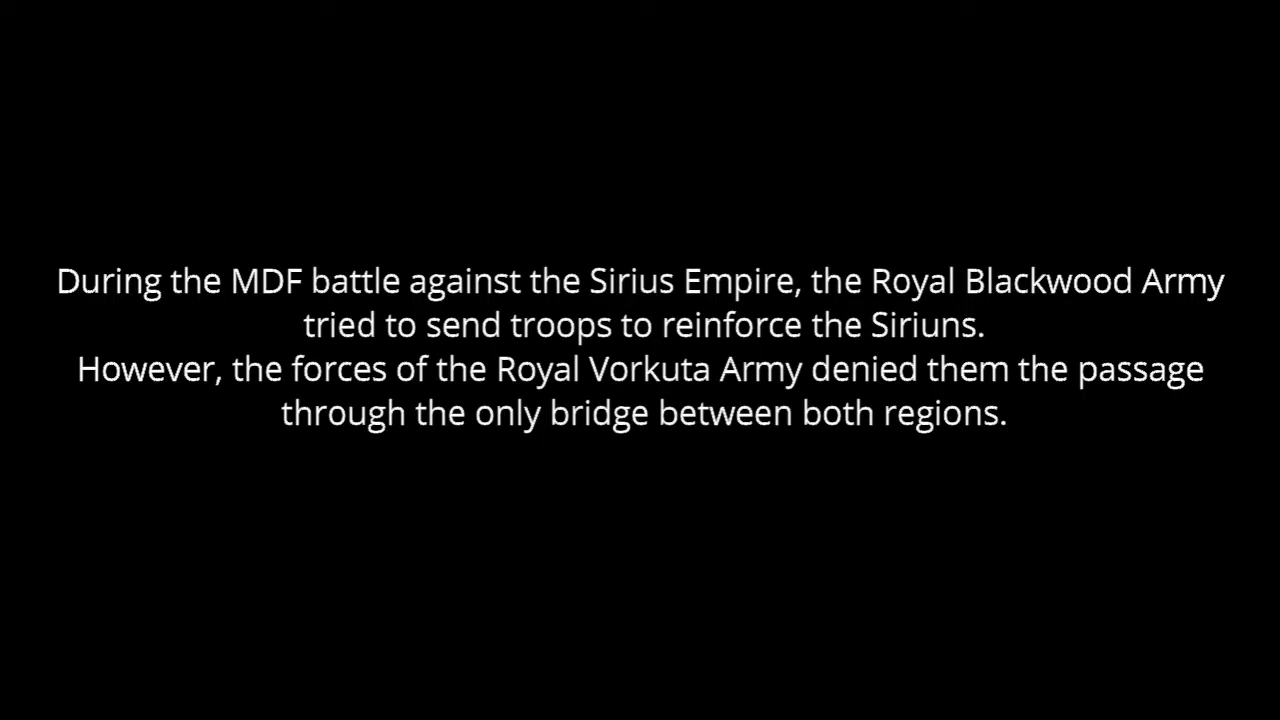 During the MDF battle against the Sirius Empire, the Royal Blackwood Army
tried to send troops to reinforce the Siriuns.
However, the forces of the Royal Vorkuta Army denied them the passage
through the only bridge between both regions.